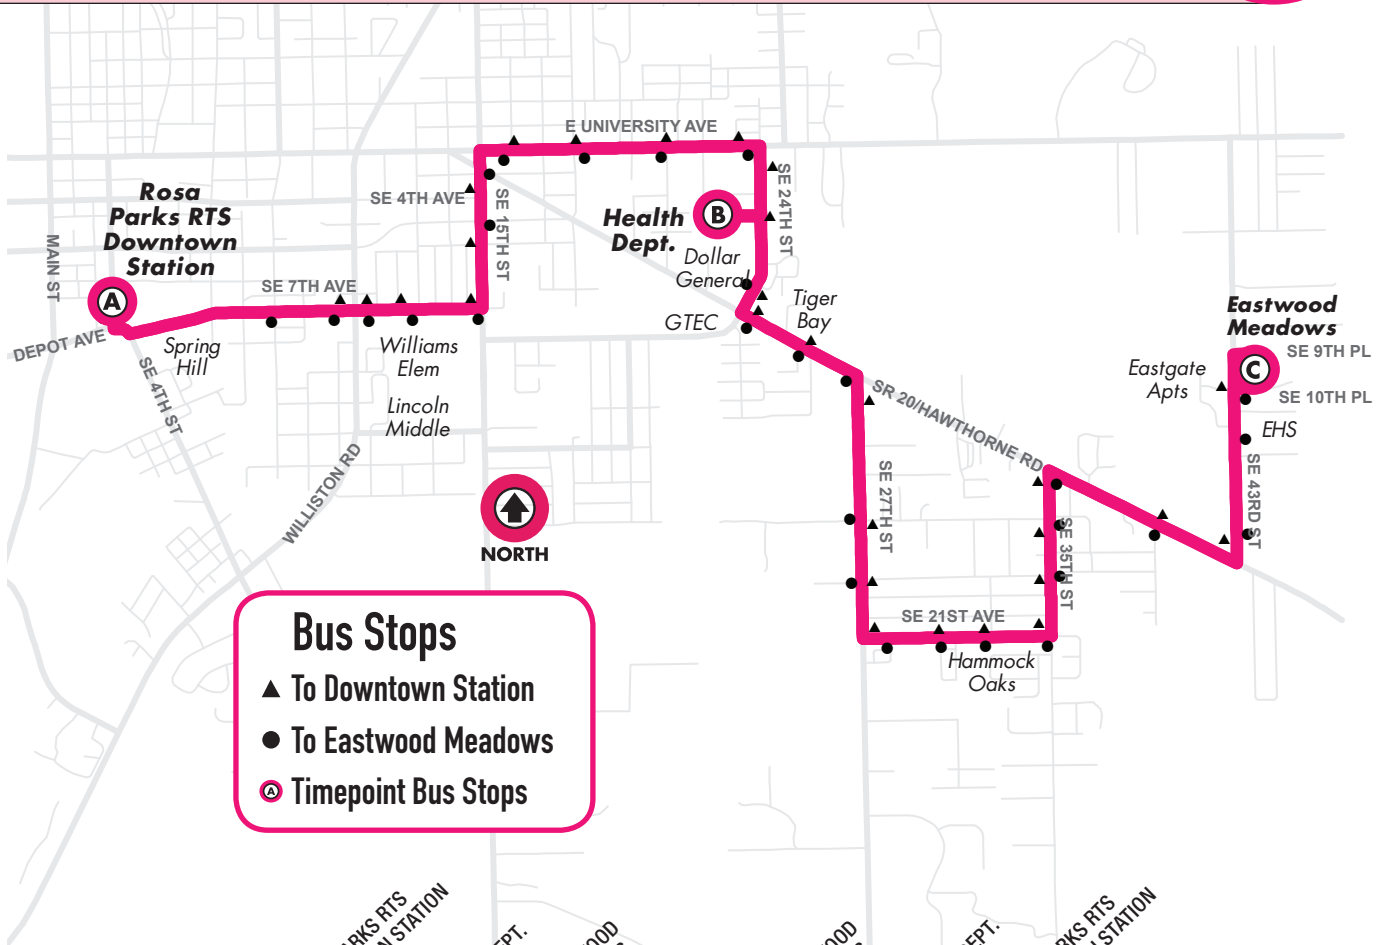 E UNIVERSITY AVE
Rosa
Parks RTS
Downtown
Station
SE 4TH AVE
SE 15TH ST
Health
Dept.
B
SE 24TH ST
MAIN ST
Dollar
General
A
SE 7TH AVE
Tiger
Bay
GTEC
Eastwood
Meadows
SE 9TH PL
DEPOT AVE
Spring
Hill
SE 4TH ST
Williams
Elem
Eastgate
Apts
C
SE 10TH PL
SR 20/HAWTHORNE RD
Lincoln
Middle
EHS
WILLISTON RD
SE 27TH ST
SE 43RD ST
NORTH
SE 35TH ST
SE 21ST AVE
Hammock
Oaks
Bus Stops
To Downtown Station
To Eastwood Meadows
A
Timepoint Bus Stops
RTS
STATION
RTS
STATION